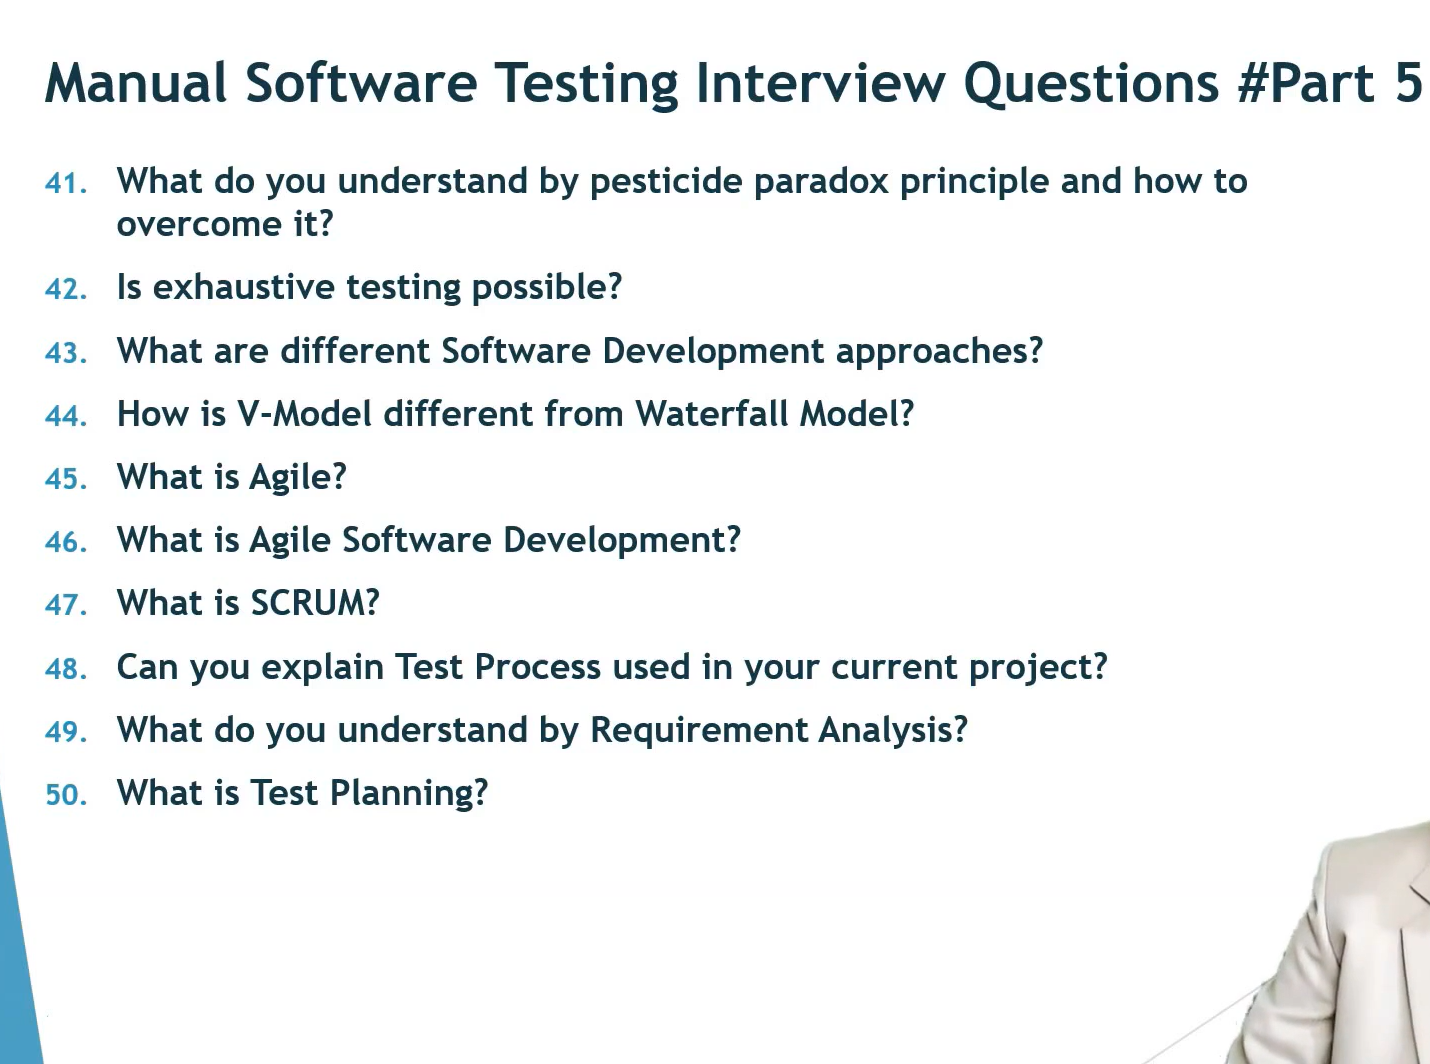 Manual Software Testing Interview Questions #Part 5
41. What do you understand by pesticide paradox principle and how to
overcome it?
42. Is exhaustive testing possible?
43. What are different Software Development approaches?
44. How is V-Model different from Waterfall Model?
45. What is Agile?
46. What is Agile Software Development?
47. What is SCRUM?
48. Can you explain Test Process used in your current project?
49. What do you understand by Requirement Analysis?
50. What is Test Planning?